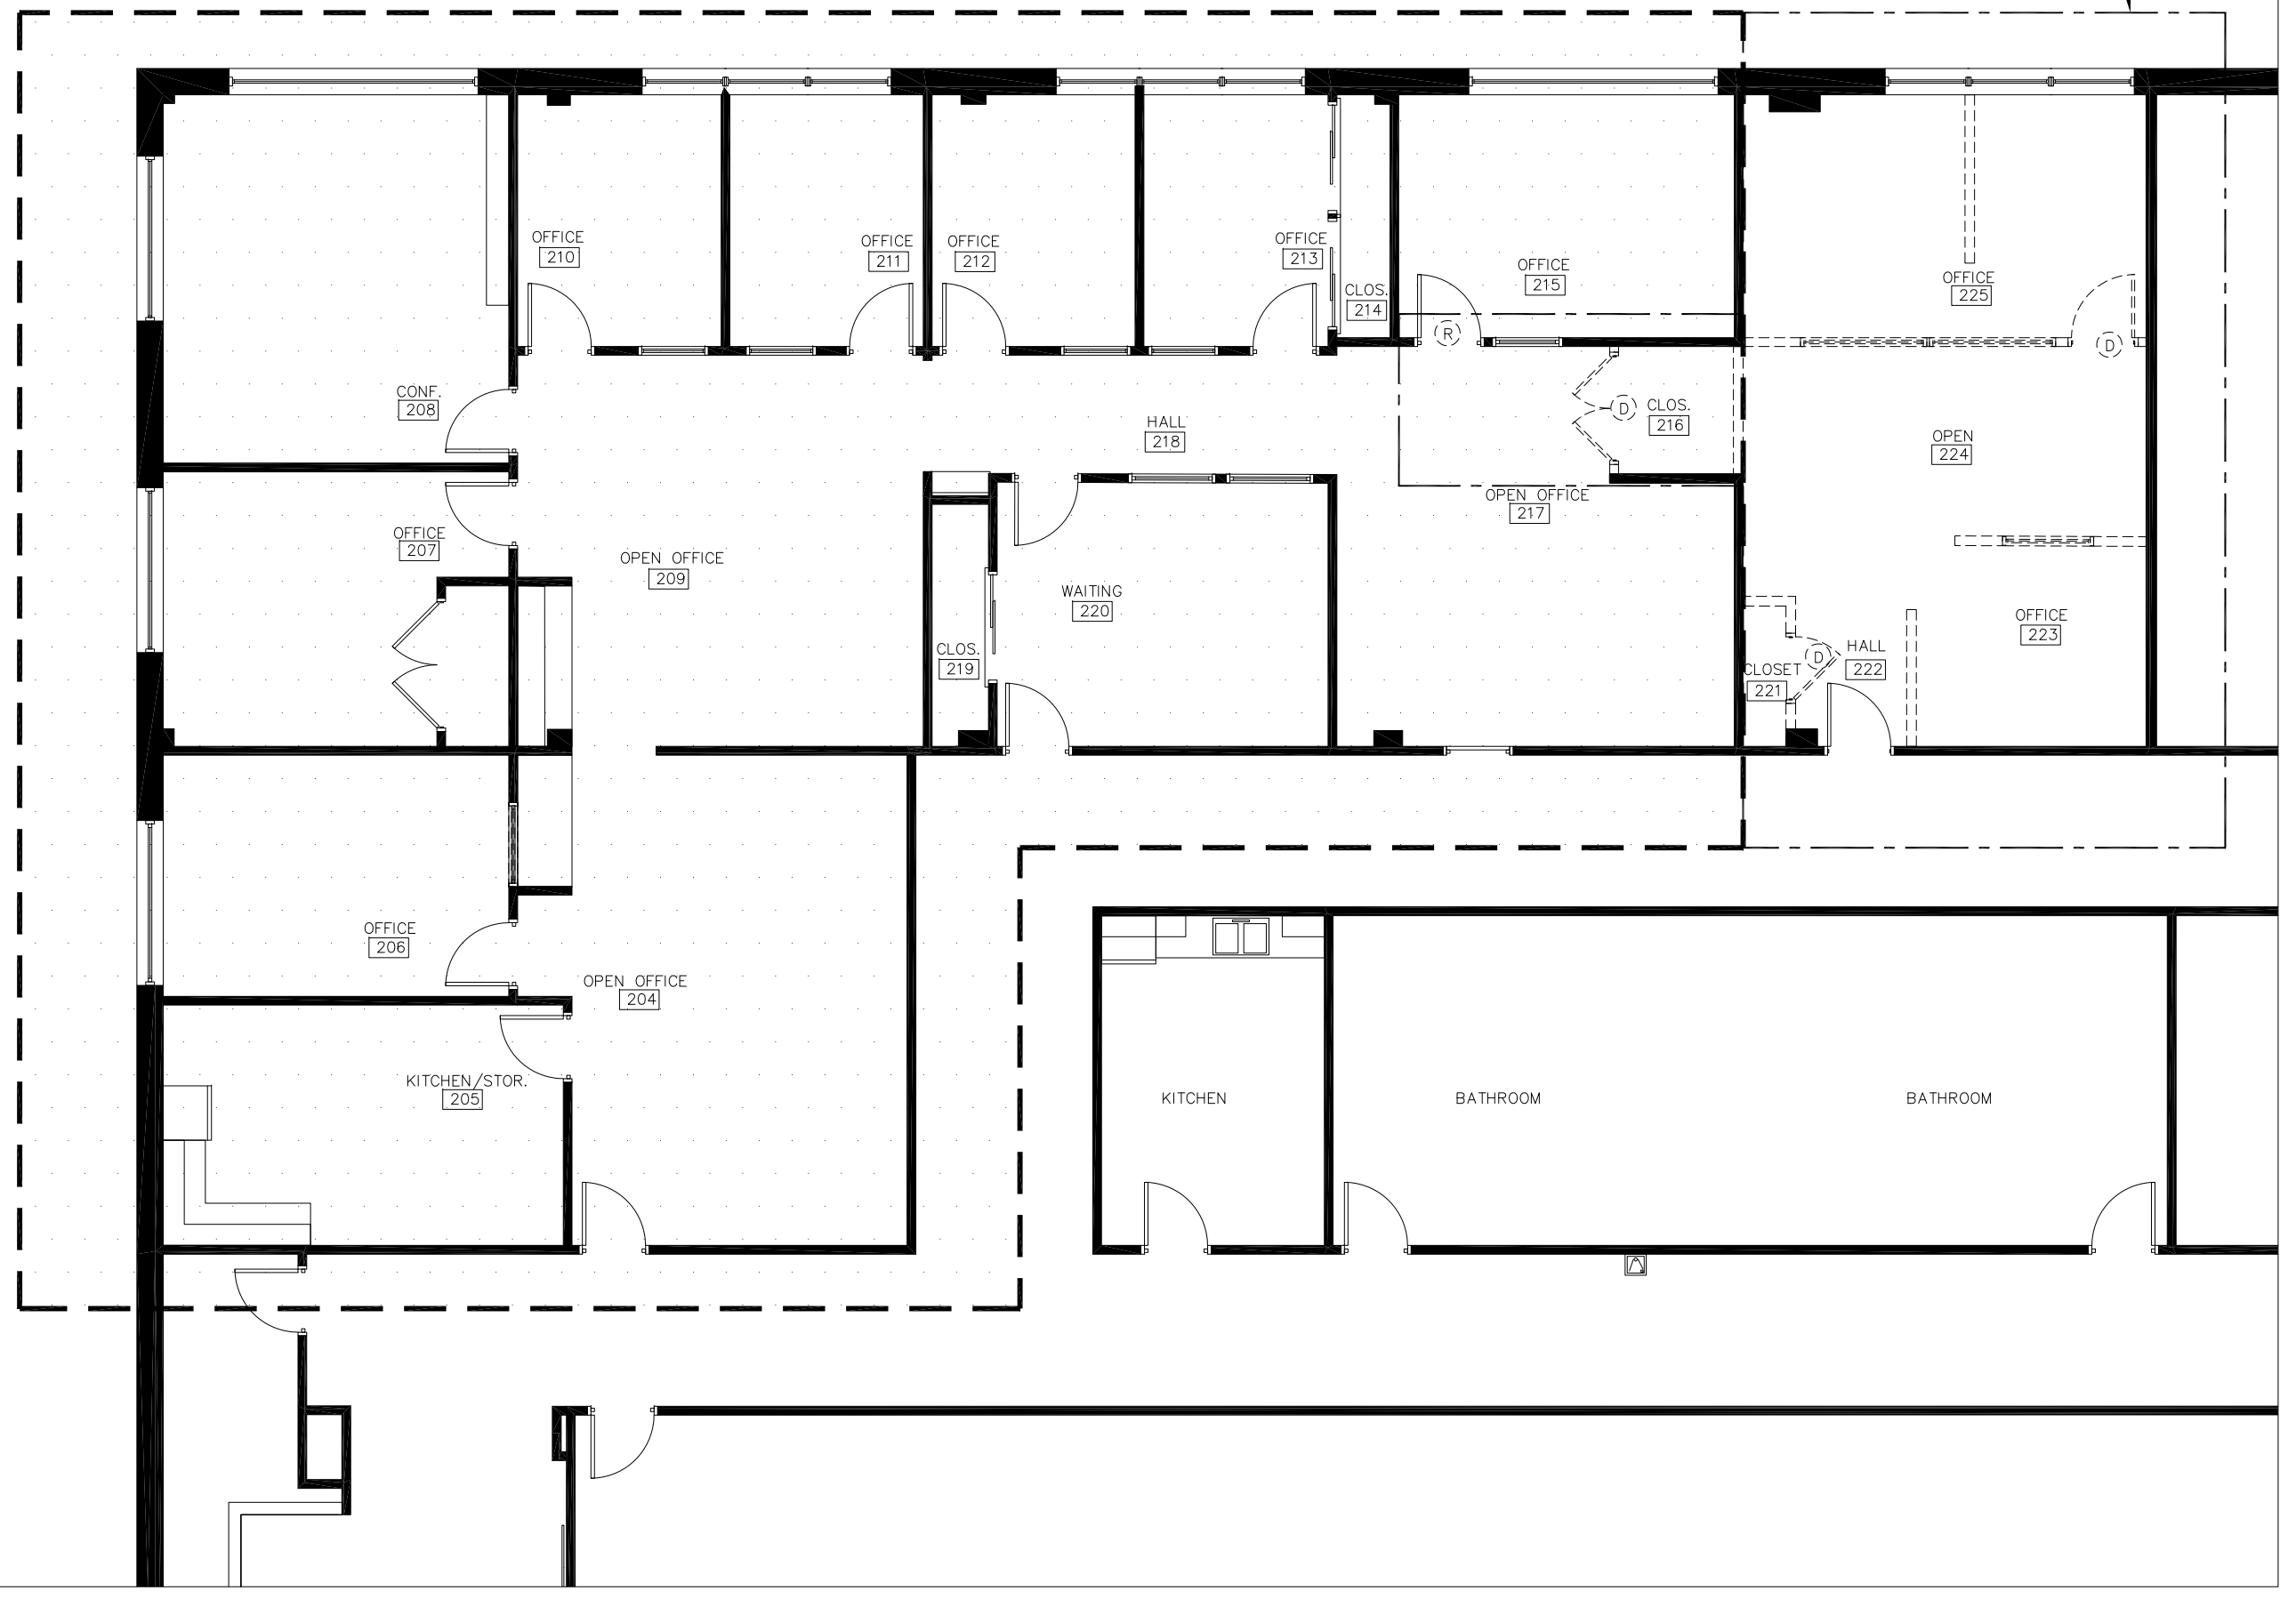 OFFICE
210
OFFICE
211
OFFICE
212
OFFICE
213
CLOS.
214
OFFICE
215
OFFICE
225
R
D
CONF.
208
HALL
218
D
CLOS.
216
OPEN
224
OFFICE
207
OPEN OFFICE
209
OPEN OFFICE
217
WAITING
220
CLOS.
219
OFFICE
223
D
HALL
222
CLOSET
221
OFFICE
206
OPEN OFFICE
204
KITCHEN/STOR.
205
KITCHEN
BATHROOM
BATHROOM